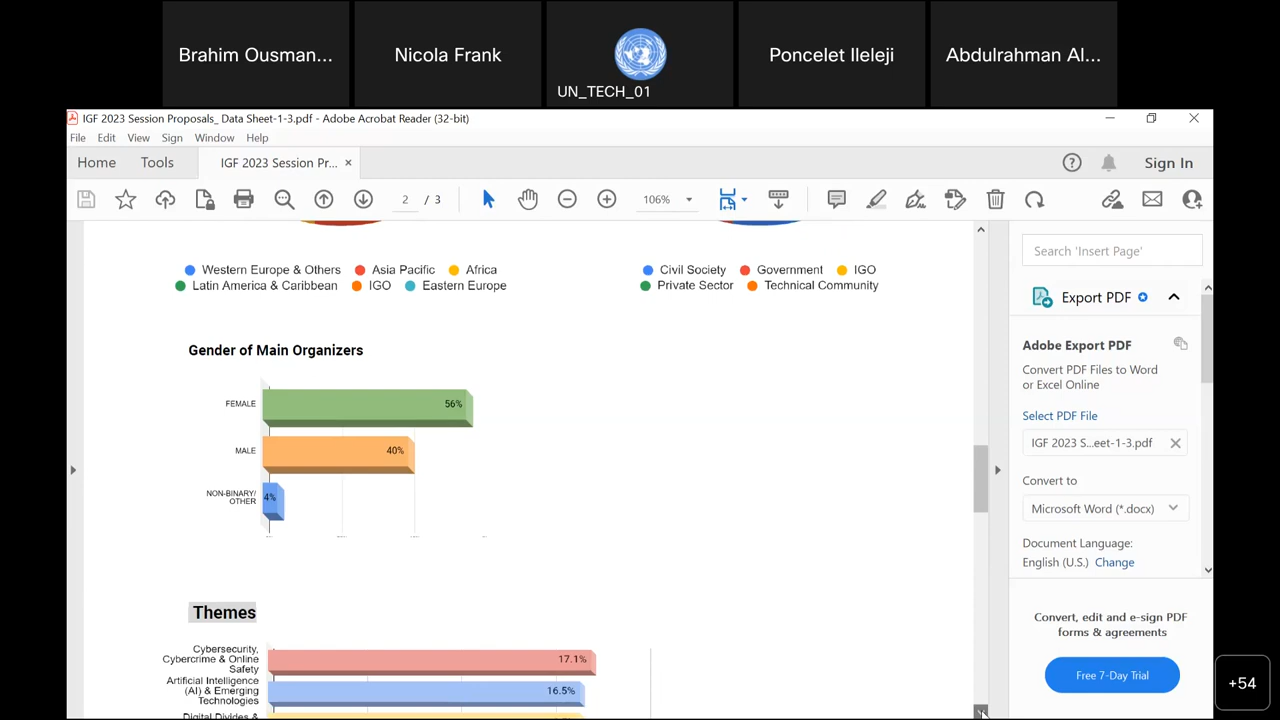 Brahim Ousman...
Nicola Frank
UN_TECH_01
Poncelet Ileleji
Abdulrahman Al...
IGF 2023 Session Proposals_ Data Sheet-1-3.pdf - Adobe Acrobat Reader (32-bit)
File Edit View Sign Window Help
Home Tools IGF 2023 Session Pr... × Sign In
2 / 3 106%
Western Europe & Others Asia Pacific Africa
Latin America & Caribbean IGO Eastern Europe
Civil Society Government IGO
Private Sector Technical Community
Gender of Main Organizers
FEMALE 56%
MALE 40%
NON-BINARY/
OTHER 4%
Themes
Cybersecurity,
Cybercrime & Online
Safety 17.1%
Artificial Intelligence
(AI) & Emerging
Technologies 16.5%
Digital Divides &
Search 'Insert Page'
Export PDF
Adobe Export PDF
Convert PDF Files to Word
or Excel Online
Select PDF File
IGF 2023 S...eet-1-3.pdf
Convert to
Microsoft Word (*.docx)
Document Language:
English (U.S.) Change
Convert, edit and e-sign PDF
forms & agreements
Free 7-Day Trial
+54